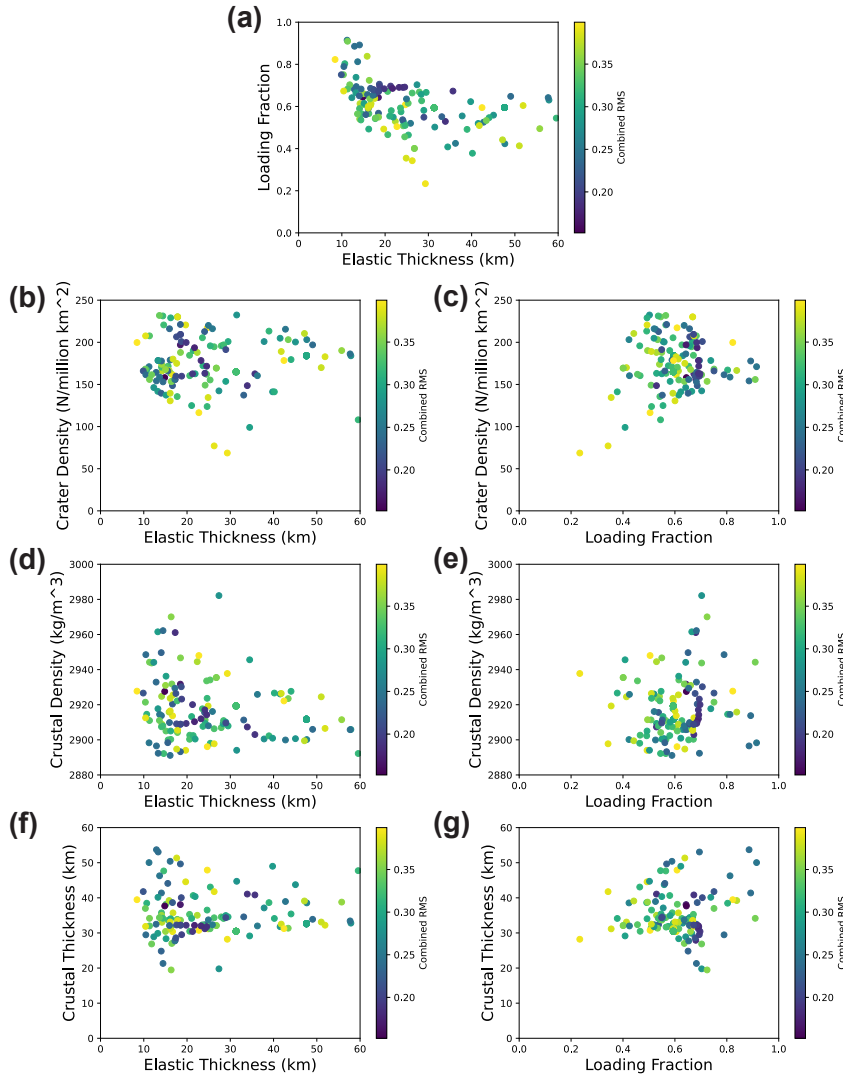 (a)
1.0
0.8
0.6
0.4
0.2
0.0
Loading Fraction
0 10 20 30 40 50 60
Elastic Thickness (km)
0.35
0.30
0.25
0.20
Combined RMS
(b)
250
200
150
100
50
0
Crater Density (N/million km^2)
0 10 20 30 40 50 60
Elastic Thickness (km)
0.35
0.30
0.25
0.20
Combined RMS
(c)
250
200
150
100
50
0
Crater Density (N/million km^2)
0.0 0.2 0.4 0.6 0.8 1.0
Loading Fraction
0.35
0.30
0.25
0.20
Combined RMS
(d)
3000
2980
2960
2940
2920
2900
2880
Crustal Density (kg/m^3)
0 10 20 30 40 50 60
Elastic Thickness (km)
0.35
0.30
0.25
0.20
Combined RMS
(e)
3000
2980
2960
2940
2920
2900
2880
Crustal Density (kg/m^3)
0.0 0.2 0.4 0.6 0.8 1.0
Loading Fraction
0.35
0.30
0.25
0.20
Combined RMS
(f)
60
50
40
30
20
10
0
Crustal Thickness (km)
0 10 20 30 40 50 60
Elastic Thickness (km)
0.35
0.30
0.25
0.20
Combined RMS
(g)
60
50
40
30
20
10
0
Crustal Thickness (km)
0.0 0.2 0.4 0.6 0.8 1.0
Loading Fraction
0.35
0.30
0.25
0.20
Combined RMS